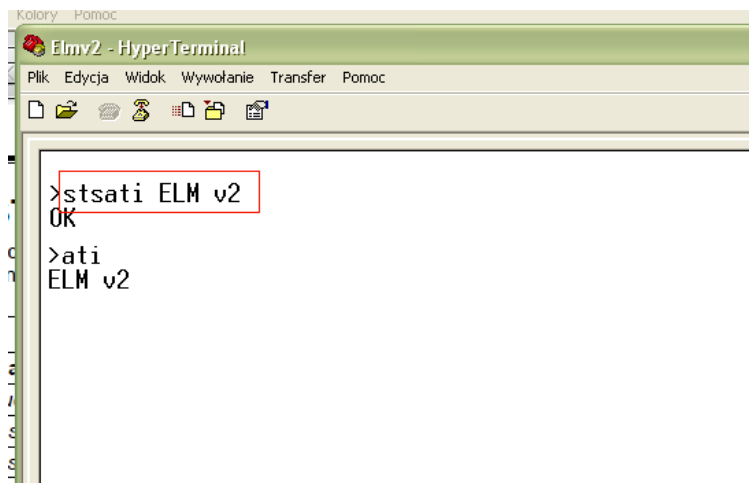 Kolory Pomoc
Elmv2 - HyperTerminal
Plik Edycja Widok Wywołanie Transfer Pomoc
>stsati ELM v2
OK
>ati
ELM v2